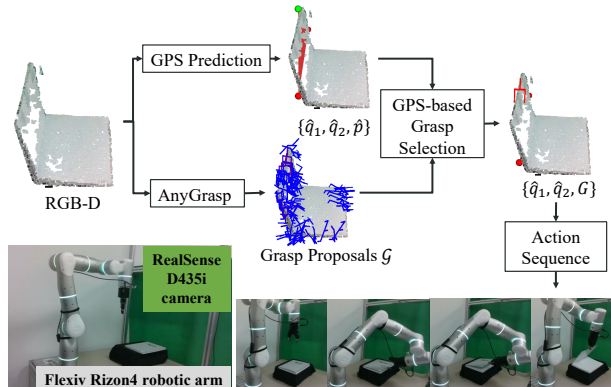 GPS Prediction
{q̂₁, q̂₂, p̂}
GPS-based
Grasp
Selection
RGB-D
AnyGrasp
Grasp Proposals 𝒢
{q̂₁, q̂₂, G}
Action
Sequence
RealSense
D435i
camera
Flexiv Rizon4 robotic arm